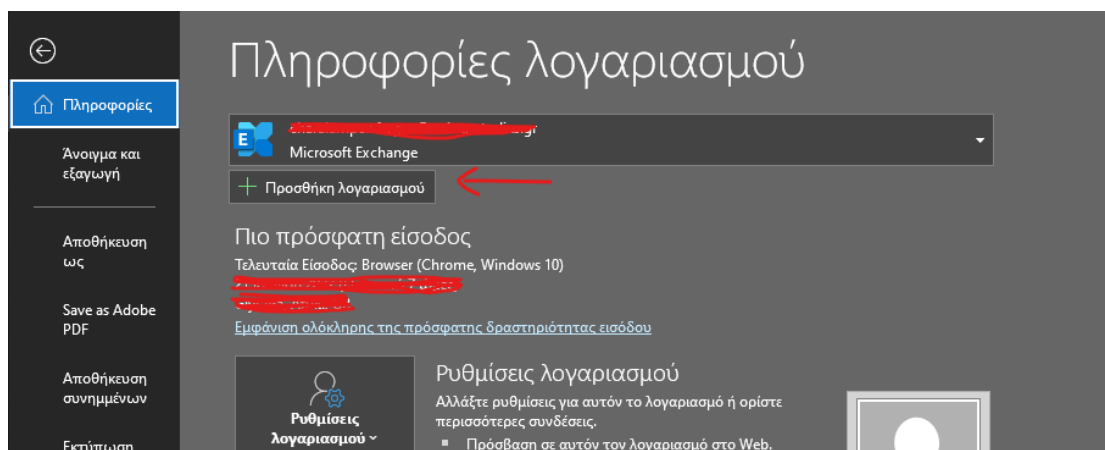 Πληροφορίες λογαριασμού
Πληροφορίες
Microsoft Exchange
Άνοιγμα και
εξαγωγή
Προσθήκη λογαριασμού
Αποθήκευση
ως
Πιο πρόσφατη είσοδος
Τελευταία Είσοδος: Browser (Chrome, Windows 10)
Save as Adobe
PDF
Εμφάνιση ολόκληρης της πρόσφατης δραστηριότητας εισόδου
Αποθήκευση
συνημμένων
Εκτύπωση
Ρυθμίσεις
λογαριασμού
Ρυθμίσεις λογαριασμού
Αλλάξτε ρυθμίσεις για αυτόν το λογαριασμό ή ορίστε
περισσότερες συνδέσεις.
Πρόσβαση σε αυτόν τον λογαριασμό στο Web.